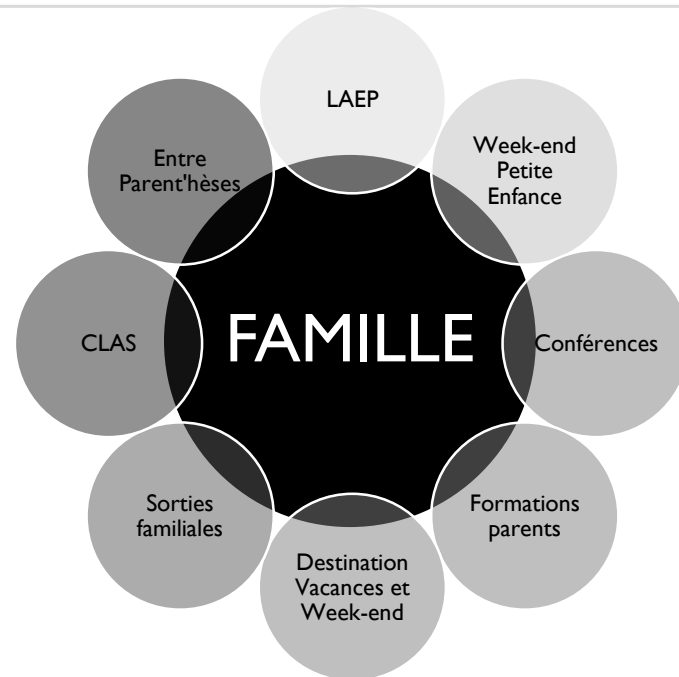 LAEP
Week-end
Petite
Enfance
Entre
Parent'hèses
FAMILLE
CLAS
Conférences
Sorties
familiales
Formations
parents
Destination
Vacances et
Week-end